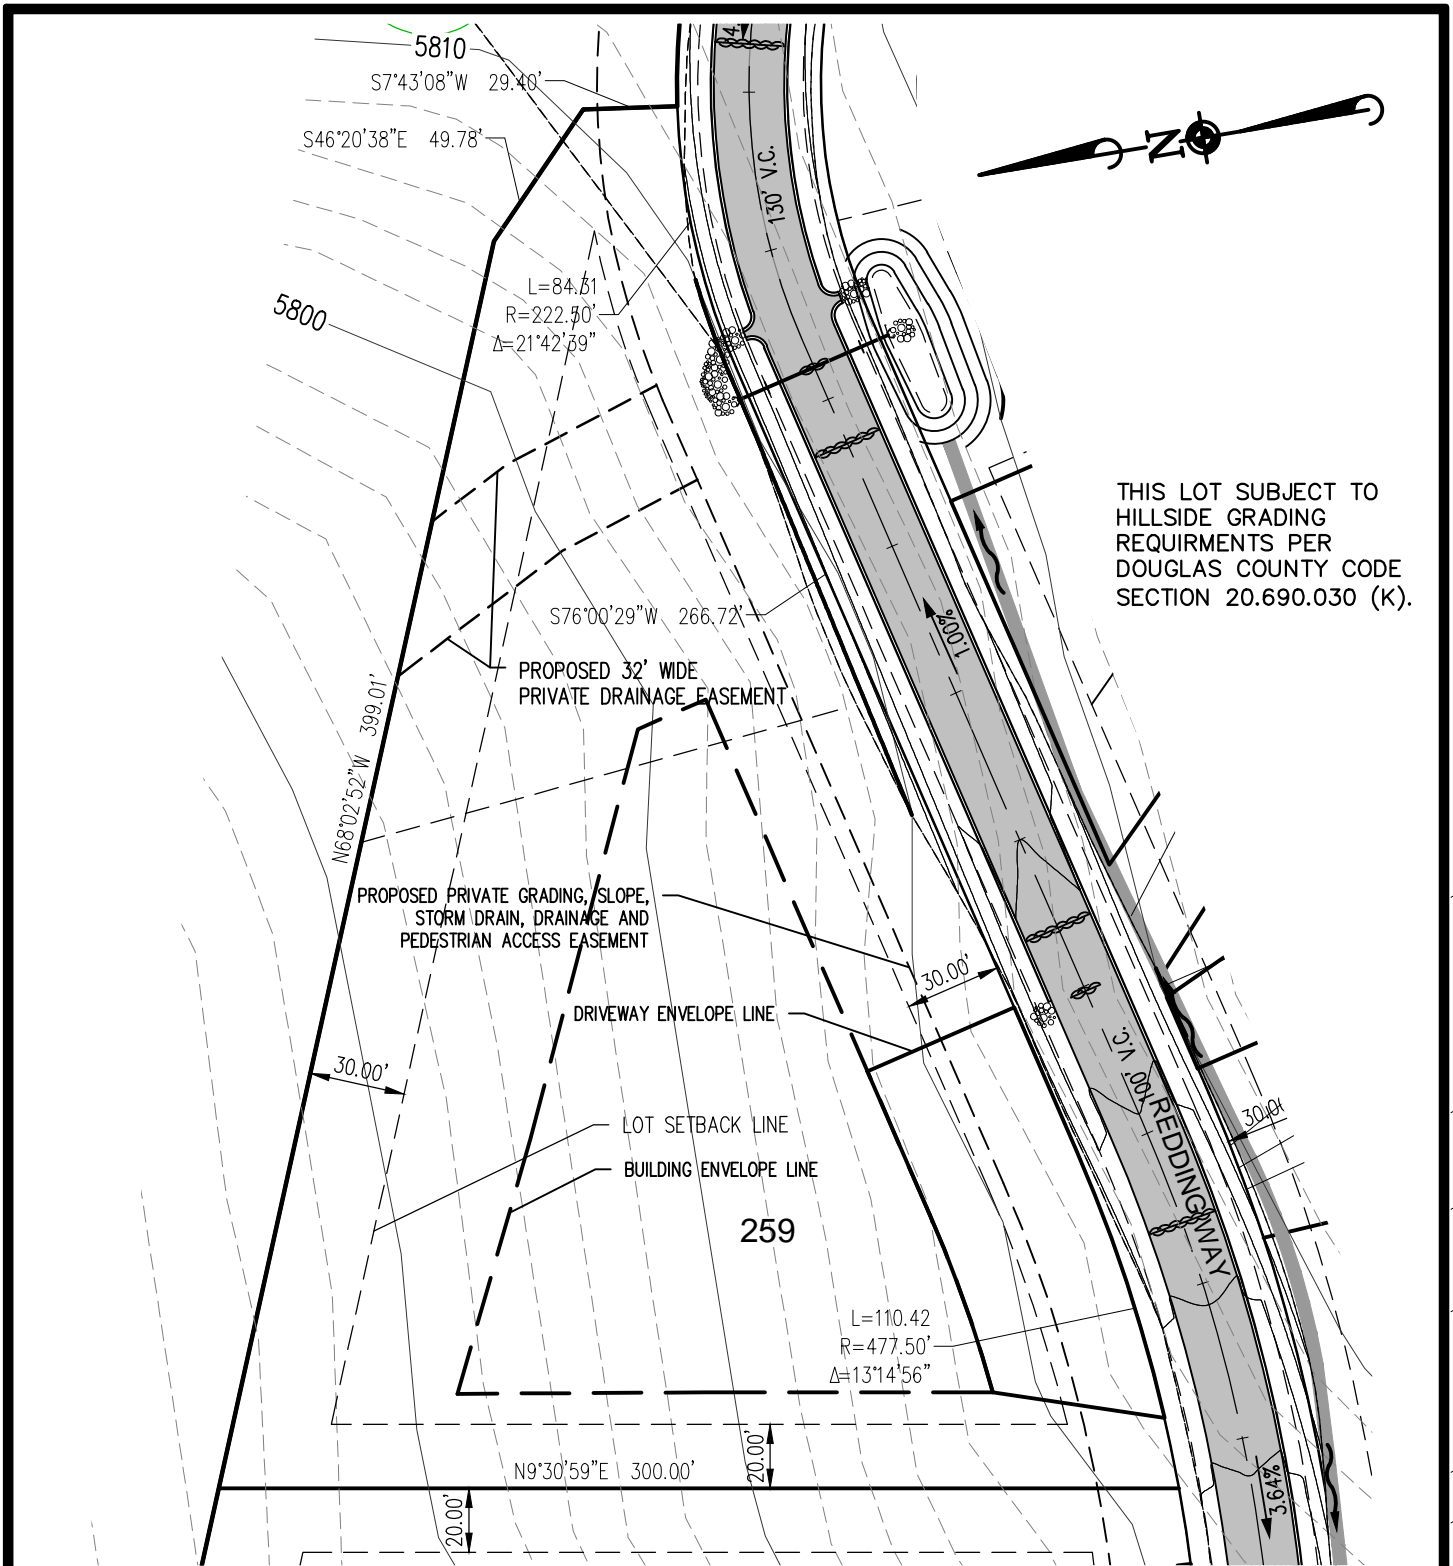 5810
4.
S7°43'08"W 29.40'
S46°20'38"E 49.78'
N
130' V.C.
L=84.31
R=222.50'
Δ=21°42'39"
5800
THIS LOT SUBJECT TO
HILLSIDE GRADING
REQUIRMENTS PER
DOUGLAS COUNTY CODE
SECTION 20.690.030 (K).
S76°00'29"W 266.72'
1.00%
PROPOSED 32' WIDE
PRIVATE DRAINAGE EASEMENT
N68°02'52"W 399.01'
PROPOSED PRIVATE GRADING, SLOPE,
STORM DRAIN, DRAINAGE AND
PEDESTRIAN ACCESS EASEMENT
30.00'
DRIVEWAY ENVELOPE LINE
30.00'
100' V.C.
REDDING WAY
LOT SETBACK LINE
BUILDING ENVELOPE LINE
259
L=110.42
R=477.50'
Δ=13°14'56"
20.00'
N9°30'59"E 300.00'
20.00'
3.64%